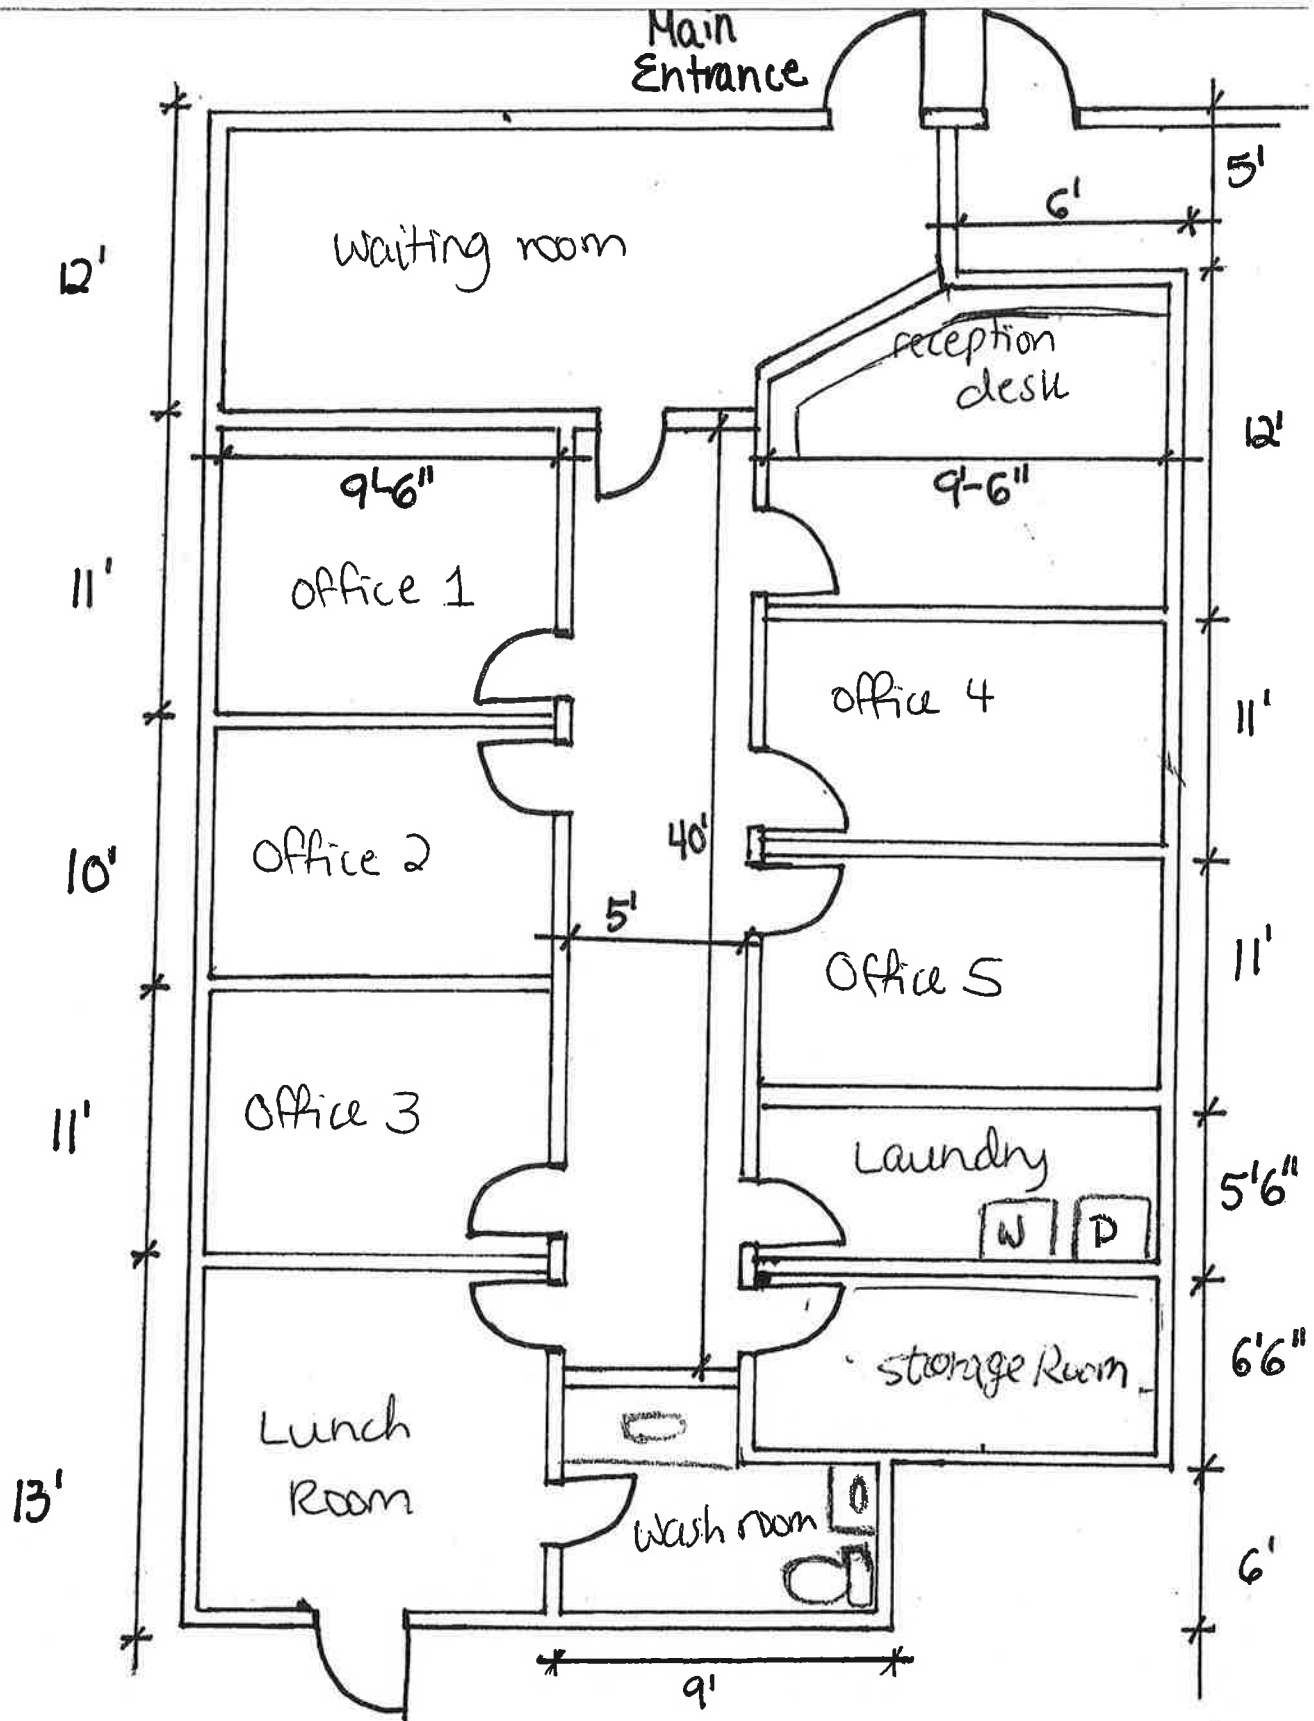 Main
Entrance
5'
6'
12'
Waiting room
reception
desk
12'
9'-6"
9'-6"
11'
Office 1
Office 4
11'
10'
Office 2
40'
5'
Office 5
11'
11'
Office 3
Laundry
5'6"
W D
Storage Room
6'6"
Lunch
Room
13'
Wash room
6'
9'